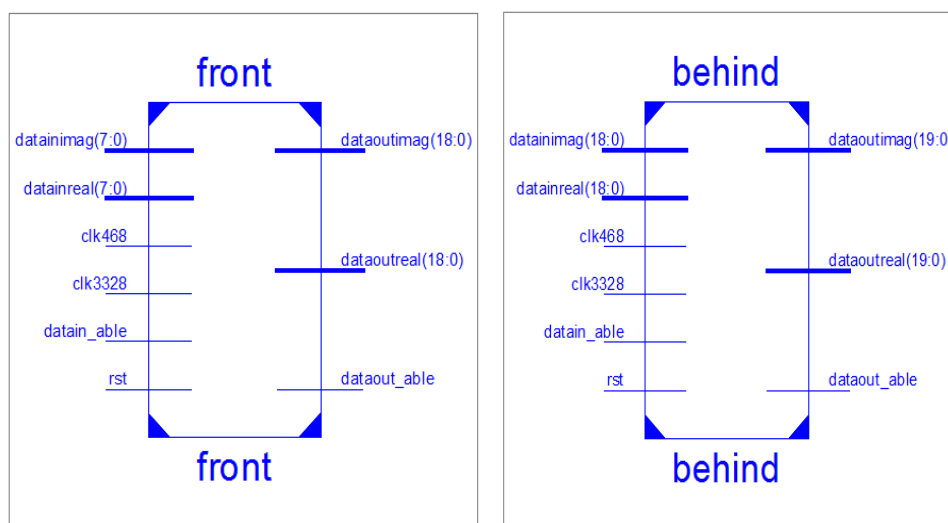 front
datainimag(7:0)
dataoutimag(18:0)
datainreal(7:0)
clk468
dataoutreal(18:0)
clk3328
datain_able
rst
dataout_able
front
behind
datainimag(18:0)
dataoutimag(19:0
datainreal(18:0)
clk468
dataoutreal(19:0)
clk3328
datain_able
rst
dataout_able
behind